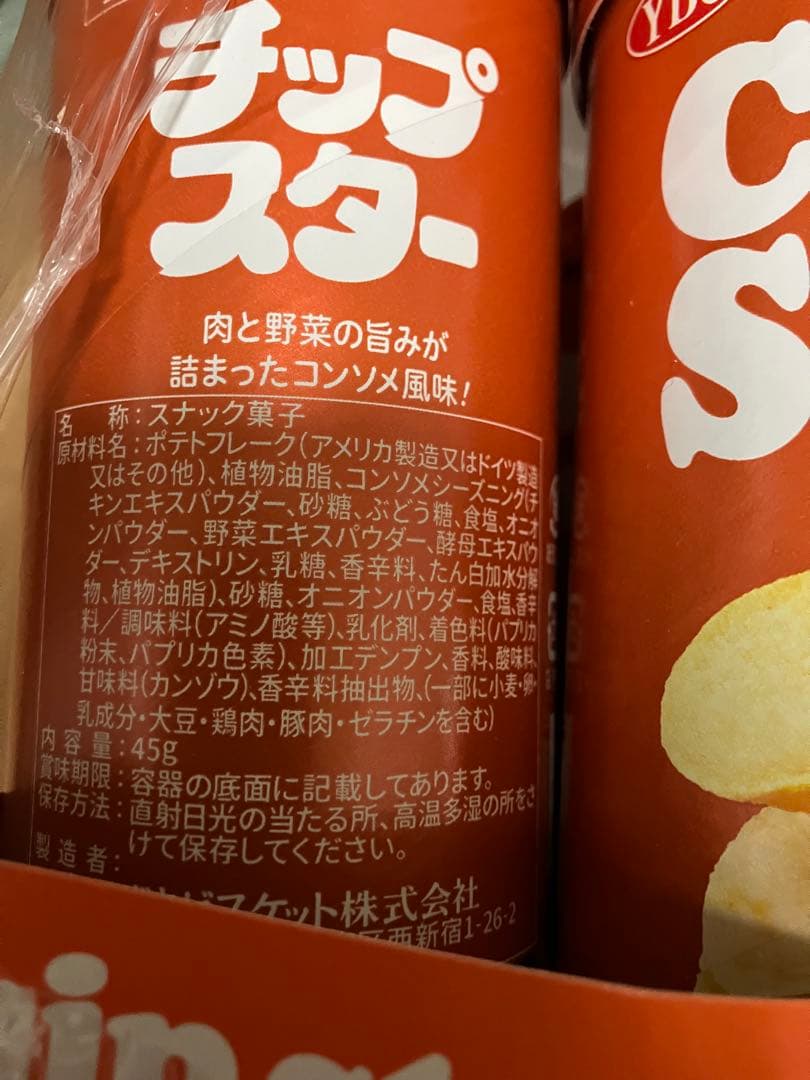 チップ
スター
肉と野菜の旨みが
詰まったコンソメ風味!
名 称:スナック菓子
原材料名:ポテトフレーク(アメリカ製造又はドイツ製造
又はその他)、植物油脂、コンソメシーズニング(チ
キンエキスパウダー、砂糖、ぶどう糖、食塩、オニオ
ンパウダー、野菜エキスパウダー、酵母エキスパウ
ダー、デキストリン、乳糖、香辛料、たん白加水分解
物、植物油脂)、砂糖、オニオンパウダー、食塩、香辛
料/調味料(アミノ酸等)、乳化剤、着色料(パプリカ
粉末、パプリカ色素)、加工デンプン、香料、酸味料、
甘味料(カンゾウ)、香辛料抽出物、(一部に小麦・卵・
乳成分・大豆・鶏肉・豚肉・ゼラチンを含む)
内容量:45g
賞味期限:容器の底面に記載してあります。
保存方法:直射日光の当たる所、高温多湿の所をさ
けて保存してください。
製造者:
ビスケット株式会社
区西新宿1-26-2
YBC
C
S